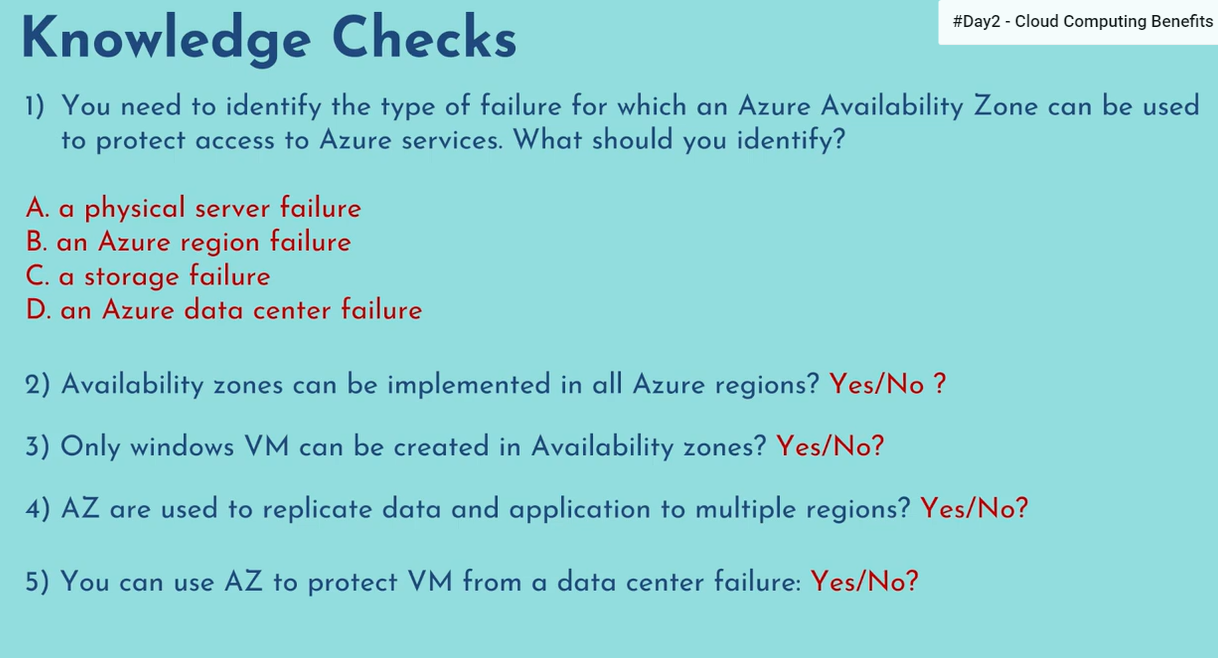 #Day2 - Cloud Computing Benefits
Knowledge Checks
1) You need to identify the type of failure for which an Azure Availability Zone can be used
to protect access to Azure services. What should you identify?
A. a physical server failure
B. an Azure region failure
C. a storage failure
D. an Azure data center failure
2) Availability zones can be implemented in all Azure regions? Yes/No ?
3) Only windows VM can be created in Availability zones? Yes/No?
4) AZ are used to replicate data and application to multiple regions? Yes/No?
5) You can use AZ to protect VM from a data center failure: Yes/No?